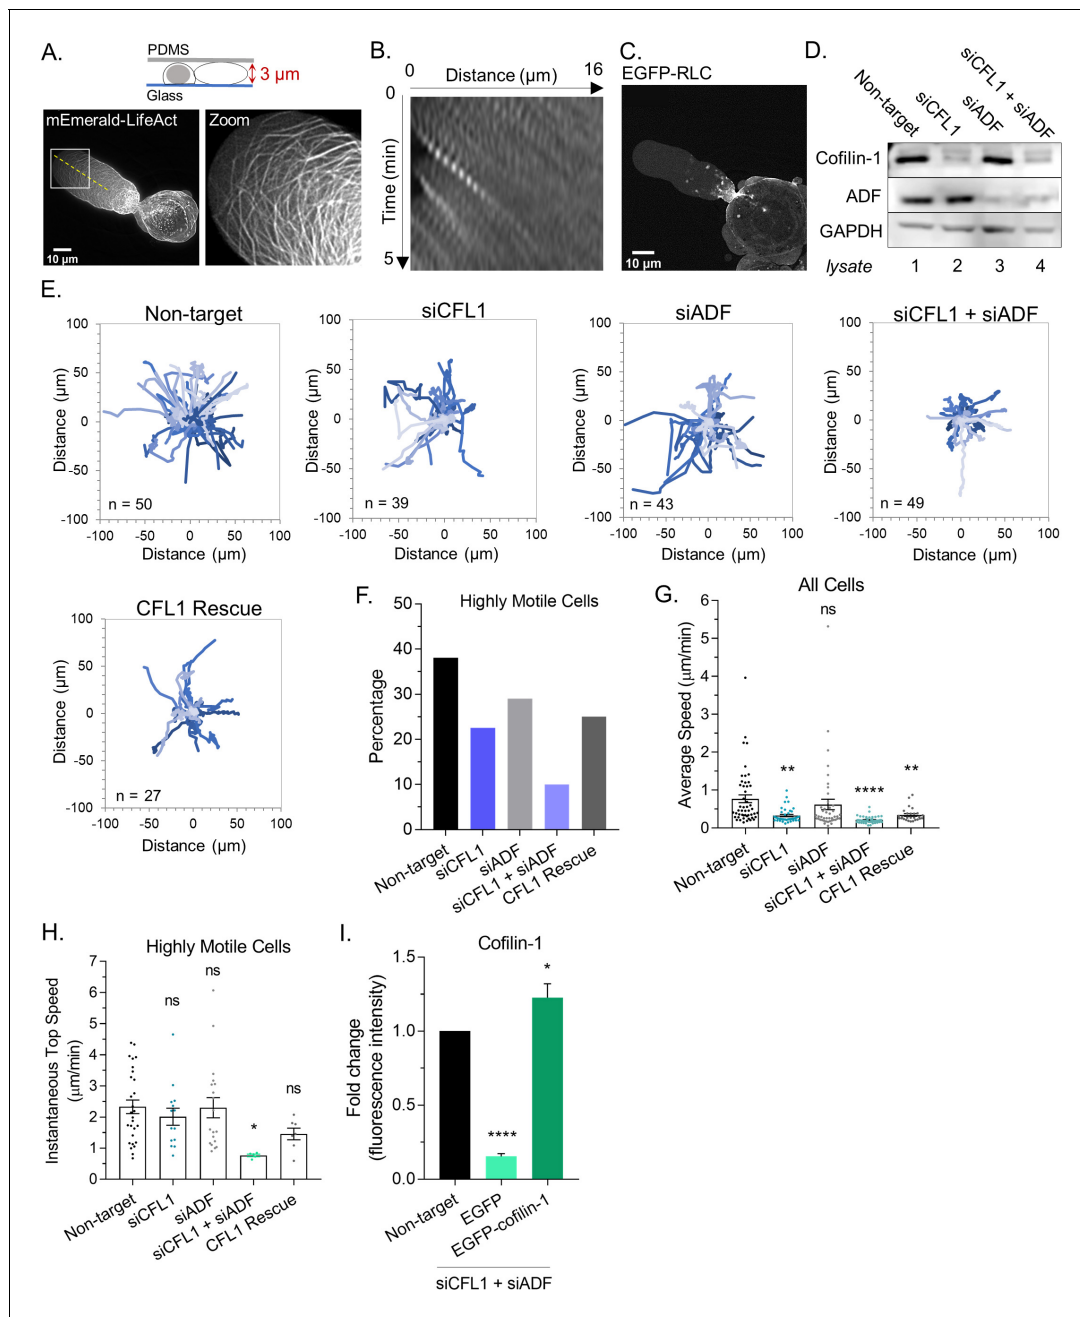 A.
PDMS
3 μm
Glass
mEmerald-LifeAct
Zoom
10 μm
B.
0 Distance (μm) 16
0
Time (min)
5
C.
EGFP-RLC
10 μm
D.
Non-target
siCFL1
siADF
siCFL1 + siADF
Cofilin-1
ADF
GAPDH
lysate 1 2 3 4
E.
Non-target
Distance (μm)
100
50
0
-50
-100
n = 50
-100 -50 0 50 100
Distance (μm)
siCFL1
Distance (μm)
100
50
0
-50
-100
n = 39
-100 -50 0 50 100
Distance (μm)
siADF
Distance (μm)
100
50
0
-50
-100
n = 43
-100 -50 0 50 100
Distance (μm)
siCFL1 + siADF
Distance (μm)
100
50
0
-50
-100
n = 49
-100 -50 0 50 100
Distance (μm)
CFL1 Rescue
Distance (μm)
100
50
0
-50
-100
n = 27
-100 -50 0 50 100
Distance (μm)
F.
Highly Motile Cells
Percentage
50
40
30
20
10
0
Non-target
siCFL1
siADF
siCFL1 + siADF
CFL1 Rescue
G.
All Cells
Average Speed (μm/min)
6
5
4
3
2
1
0
**
ns
****
**
Non-target
siCFL1
siADF
siCFL1 + siADF
CFL1 Rescue
H.
Highly Motile Cells
Instantaneous Top Speed
(μm/min)
7
6
5
4
3
2
1
0
ns
ns
*
ns
Non-target
siCFL1
siADF
siCFL1 + siADF
CFL1 Rescue
I.
Cofilin-1
Fold change
(fluorescence intensity)
1.5
1.0
0.5
0.0
****
*
Non-target
EGFP
EGFP-cofilin-1
siCFL1 + siADF